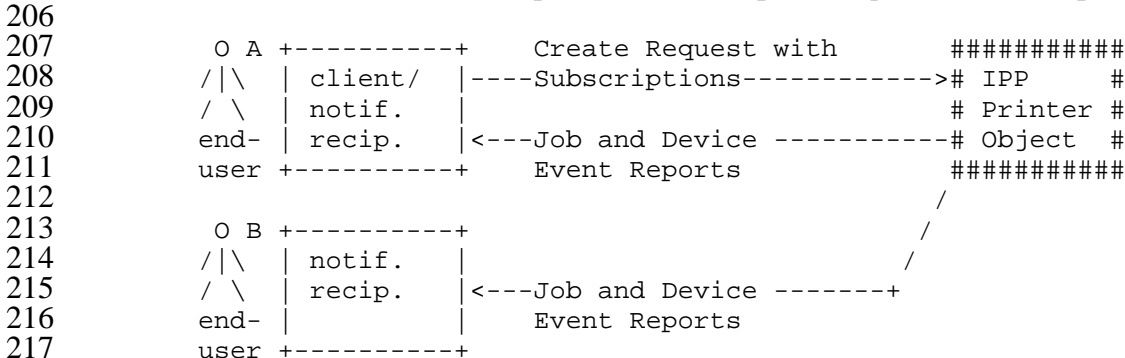 206
207 O A +----------+ Create Request with ###########
208 /|\ | client/ |----Subscriptions------------># IPP #
209 / \ | notif. | # Printer #
210 end- | recip. |<---Job and Device -----------# Object #
211 user +----------+ Event Reports ###########
212 /
213 O B +----------+ /
214 /|\ | notif. | /
215 / \ | recip. |<---Job and Device -------+
216 end- | | Event Reports
217 user +----------+